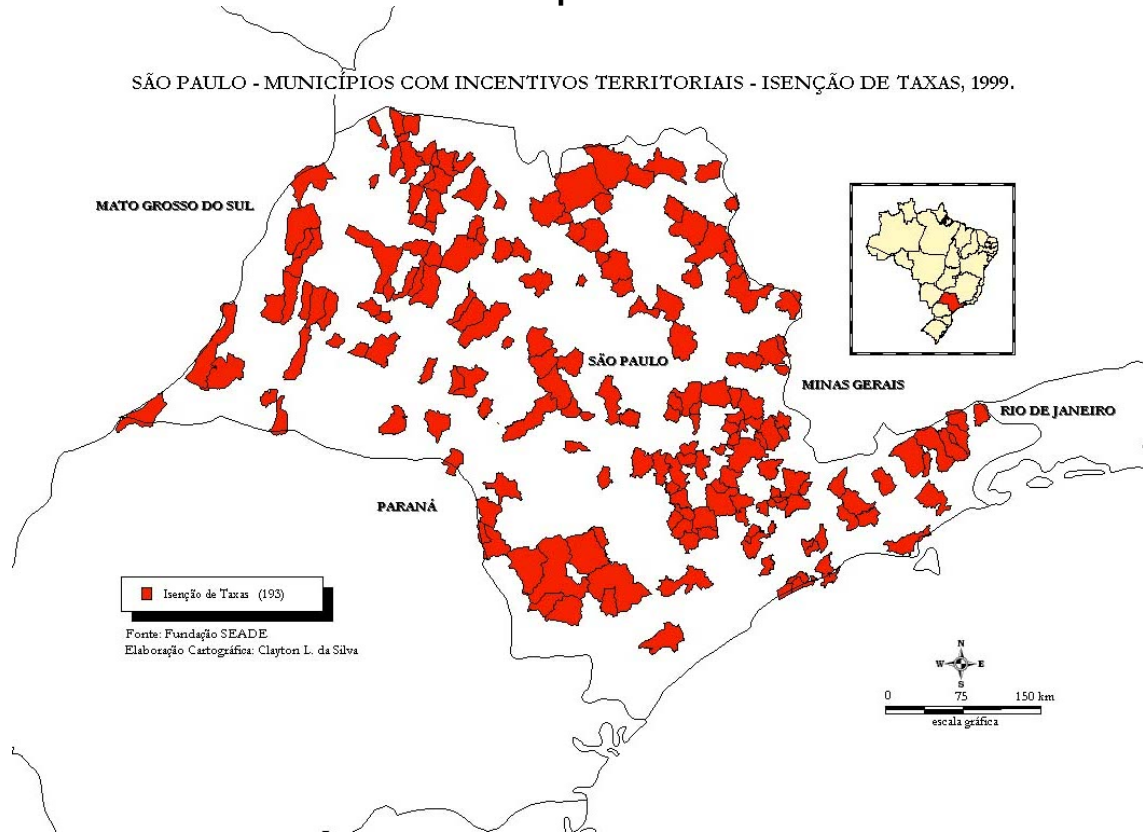 SÃO PAULO - MUNICÍPIOS COM INCENTIVOS TERRITORIAIS - ISENÇÃO DE TAXAS, 1999.
MATO GROSSO DO SUL
SÃO PAULO
MINAS GERAIS
RIO DE JANEIRO
PARANÁ
Isenção de Taxas (193)
Fonte: Fundação SEADE
Elaboração Cartográfica: Clayton L. da Silva
N
W E
S
0 75 150 km
escala gráfica